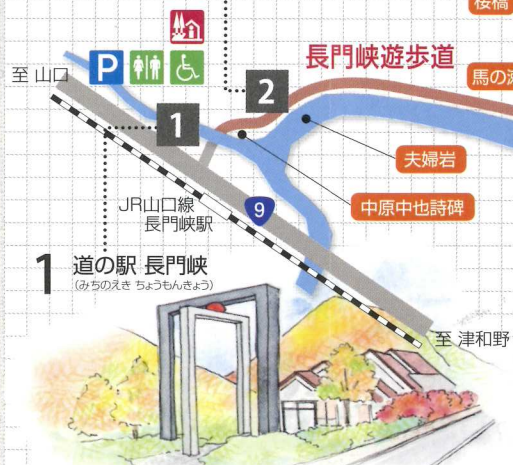 桜橋
長門峡遊歩道
至 山口
P
2
馬の瀬
1
夫婦岩
中原中也詩碑
JR山口線
長門峡駅
9
1 道の駅 長門峡
(みちのえき ちょうもんきょう)
至 津和野